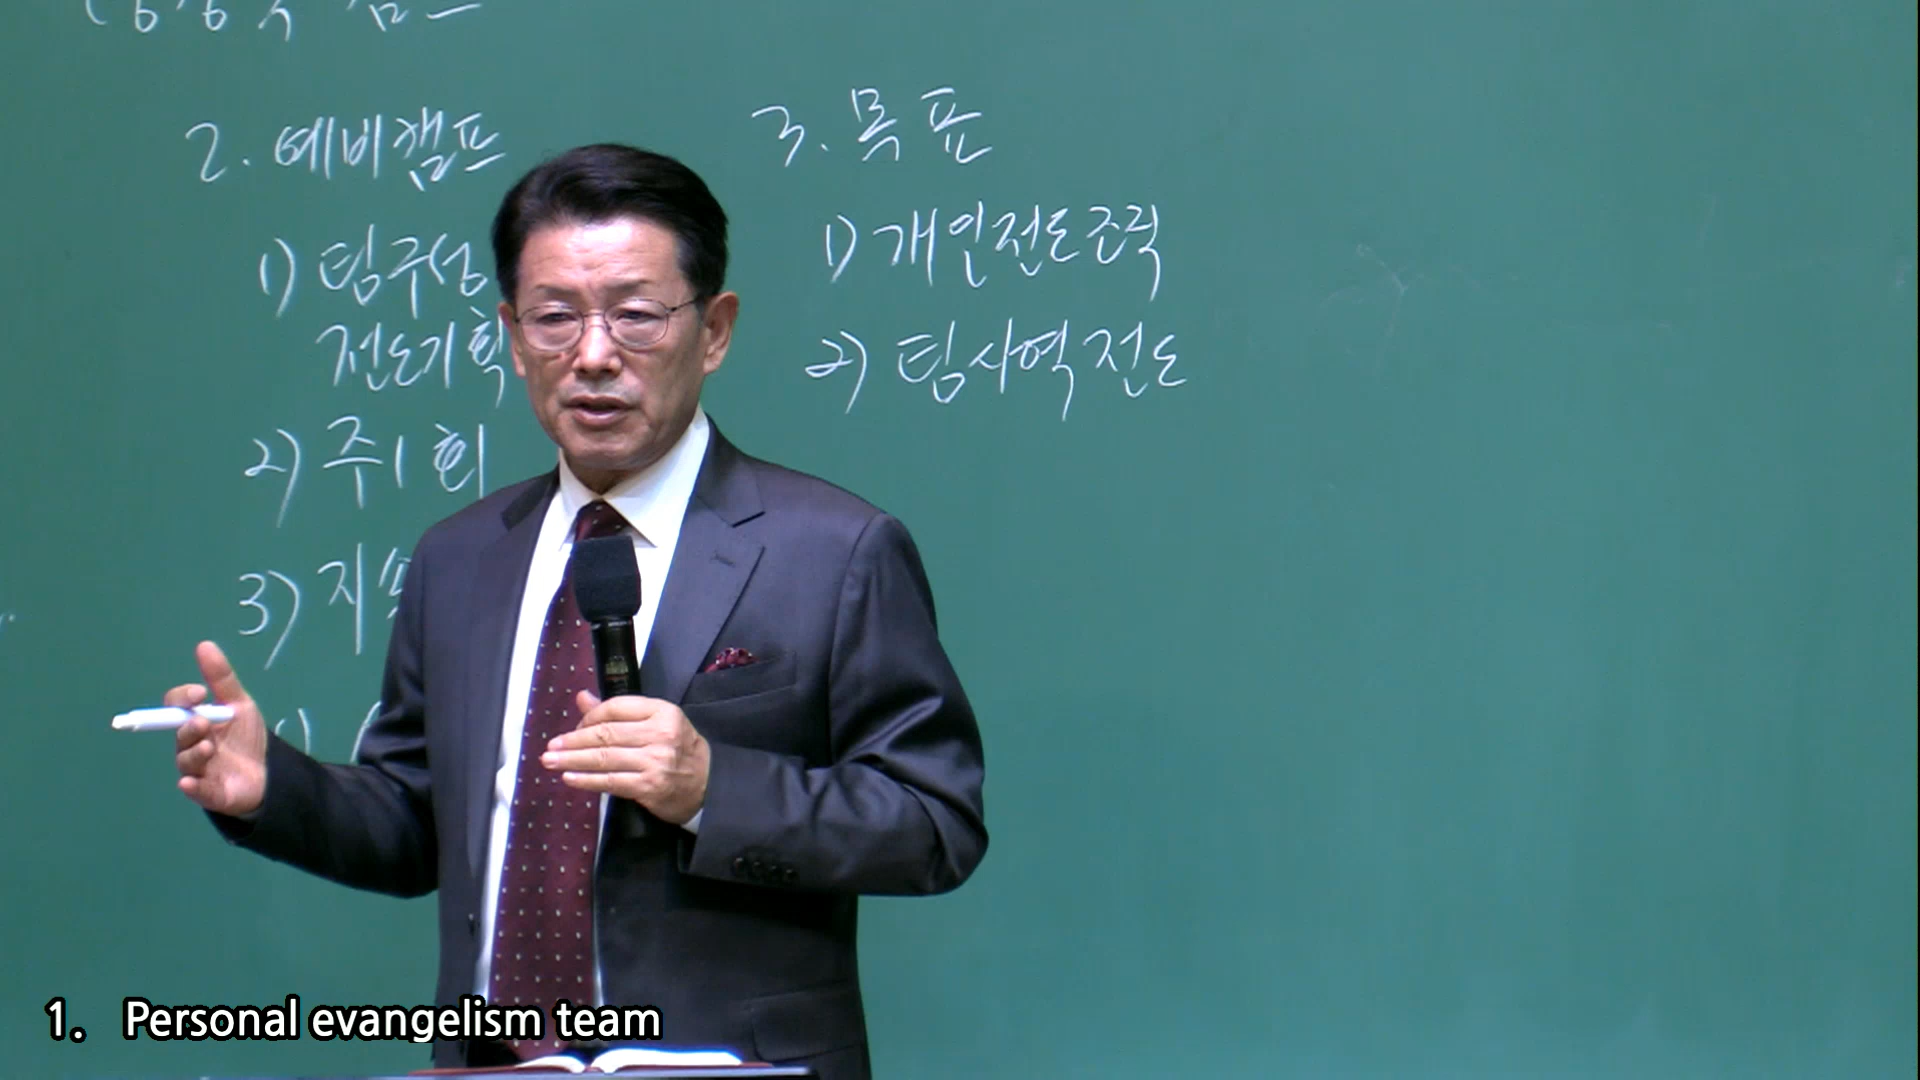 2. 예비캠프
1) 팀구성
전도기획
2) 주1회
3) 지속
3. 목표
1) 개인전도조력
2) 팀사역전도
1. Personal evangelism team